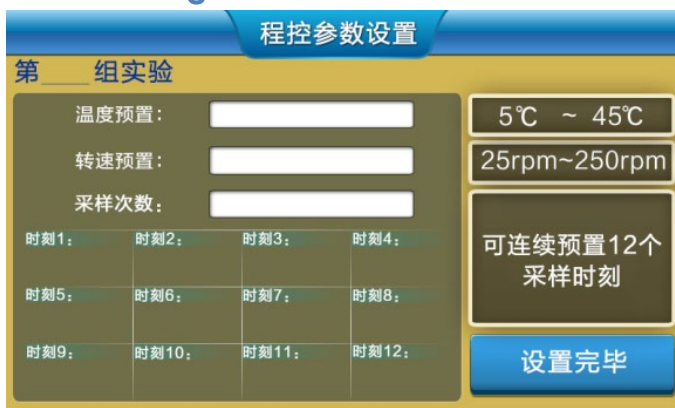 程控参数设置
第____组实验
温度预置：
5℃ ~ 45℃
转速预置：
25rpm~250rpm
采样次数：
时刻1： 时刻2： 时刻3： 时刻4：
可连续预置12个
采样时刻
时刻5： 时刻6： 时刻7： 时刻8：
时刻9： 时刻10： 时刻11： 时刻12：
设置完毕